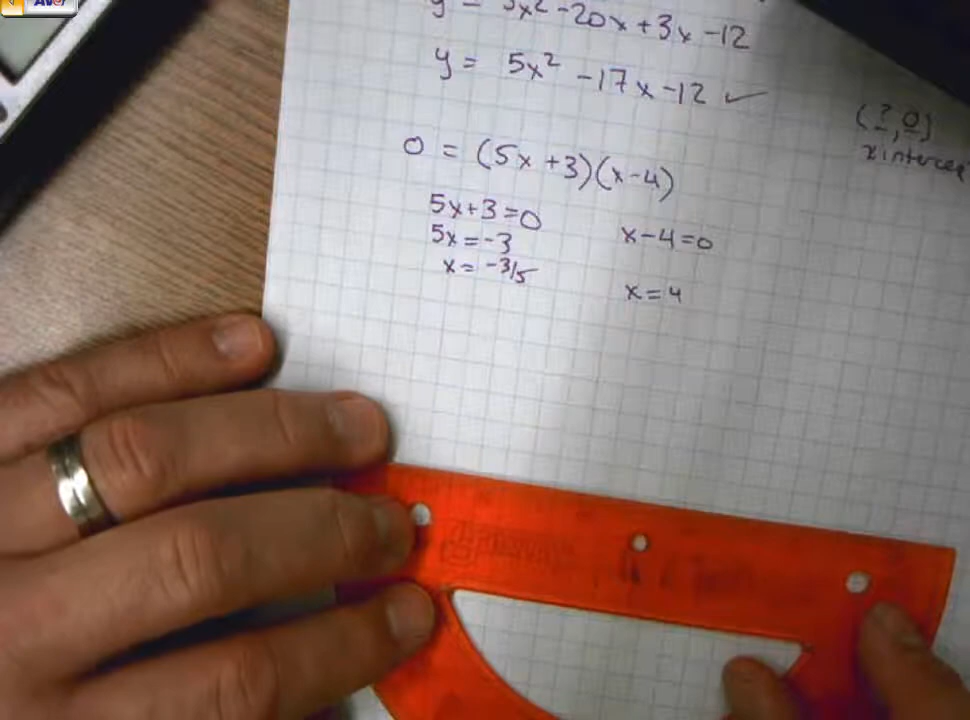 y = 5x² -20x + 3x -12
y = 5x² -17x -12 ✓
(?, 0)
x intercep
0 = (5x + 3)(x-4)
5x+3=0
x-4=0
5x=-3
x= -3/5
x=4